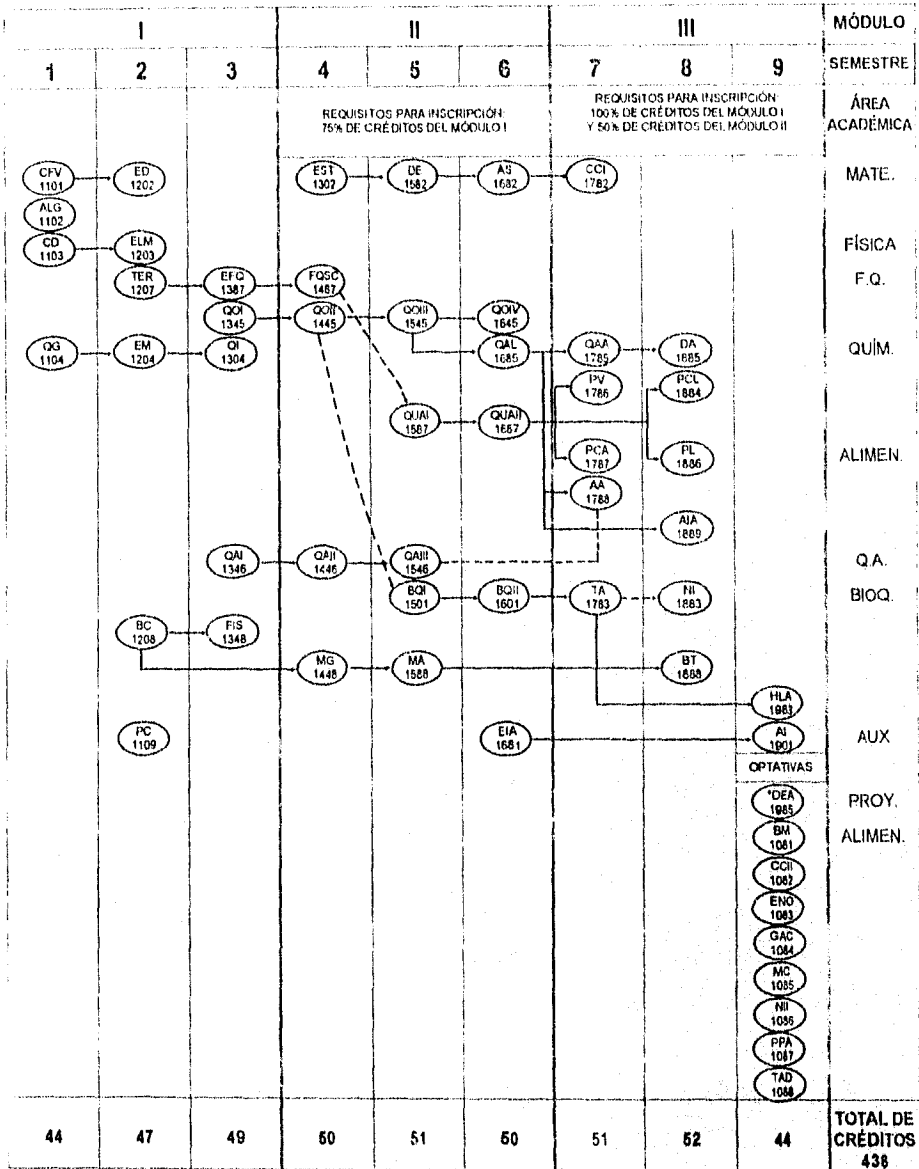 I II III MÓDULO
1 2 3 4 5 6 7 8 9 SEMESTRE
REQUISITOS PARA INSCRIPCIÓN:
75% DE CRÉDITOS DEL MÓDULO I
REQUISITOS PARA INSCRIPCIÓN:
100% DE CRÉDITOS DEL MÓDULO I
Y 50% DE CRÉDITOS DEL MÓDULO II
ÁREA
ACADÉMICA
CFV ED EST DE AS CCI MATE.
1101 1202 1302 1582 1682 1782
ALG
1102
CD ELM FÍSICA
1103 1203
TER EFQ FQSC F.Q.
1207 1387 1467
QOI QOII QOIII QOIV
1345 1445 1545 1645
QG EM QI QAL QAA DA QUÍM.
1104 1204 1304 1685 1785 1885
PV PCL
1786 1884
QUAI QUAII
1587 1687
PCA PL ALIMEN.
1787 1886
AA
1788
AIA
1889
QAI QAII QAIII Q.A.
1346 1446 1546
BQI BQII TA NI BIOQ.
1501 1601 1783 1883
BC FIS
1208 1348
MG MA BT
1448 1588 1888
HLA
1983
PC EIA AI AUX
1109 1681 1901
OPTATIVAS
*DEA PROY.
1985
BM ALIMEN.
1081
CCII
1082
ENO
1083
GAC
1084
MC
1085
NII
1086
PPA
1087
TAD
1088
44 47 49 50 51 50 51 52 44 TOTAL DE
CRÉDITOS
438